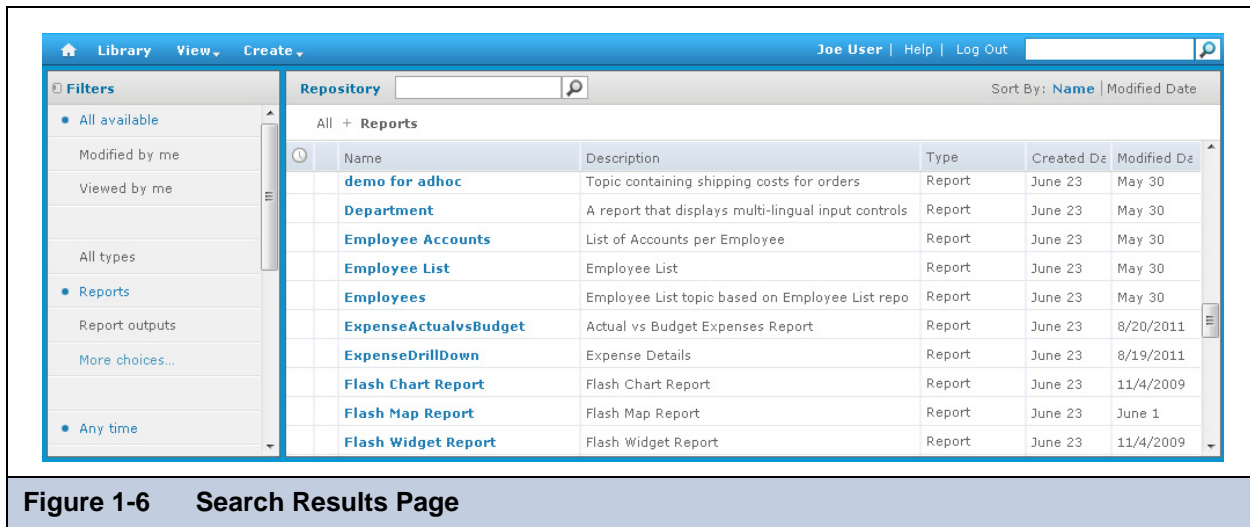 Library View Create Joe User | Help | Log Out
Filters
All available
Modified by me
Viewed by me
All types
Reports
Report outputs
More choices...
Any time
Repository Sort By: Name | Modified Date
All + Reports
Name Description Type Created Da Modified Da
demo for adhoc Topic containing shipping costs for orders Report June 23 May 30
Department A report that displays multi-lingual input controls Report June 23 May 30
Employee Accounts List of Accounts per Employee Report June 23 May 30
Employee List Employee List Report June 23 May 30
Employees Employee List topic based on Employee List repo Report June 23 May 30
ExpenseActualvsBudget Actual vs Budget Expenses Report Report June 23 8/20/2011
ExpenseDrillDown Expense Details Report June 23 8/19/2011
Flash Chart Report Flash Chart Report Report June 23 11/4/2009
Flash Map Report Flash Map Report Report June 23 June 1
Flash Widget Report Flash Widget Report Report June 23 11/4/2009
Figure 1-6 Search Results Page